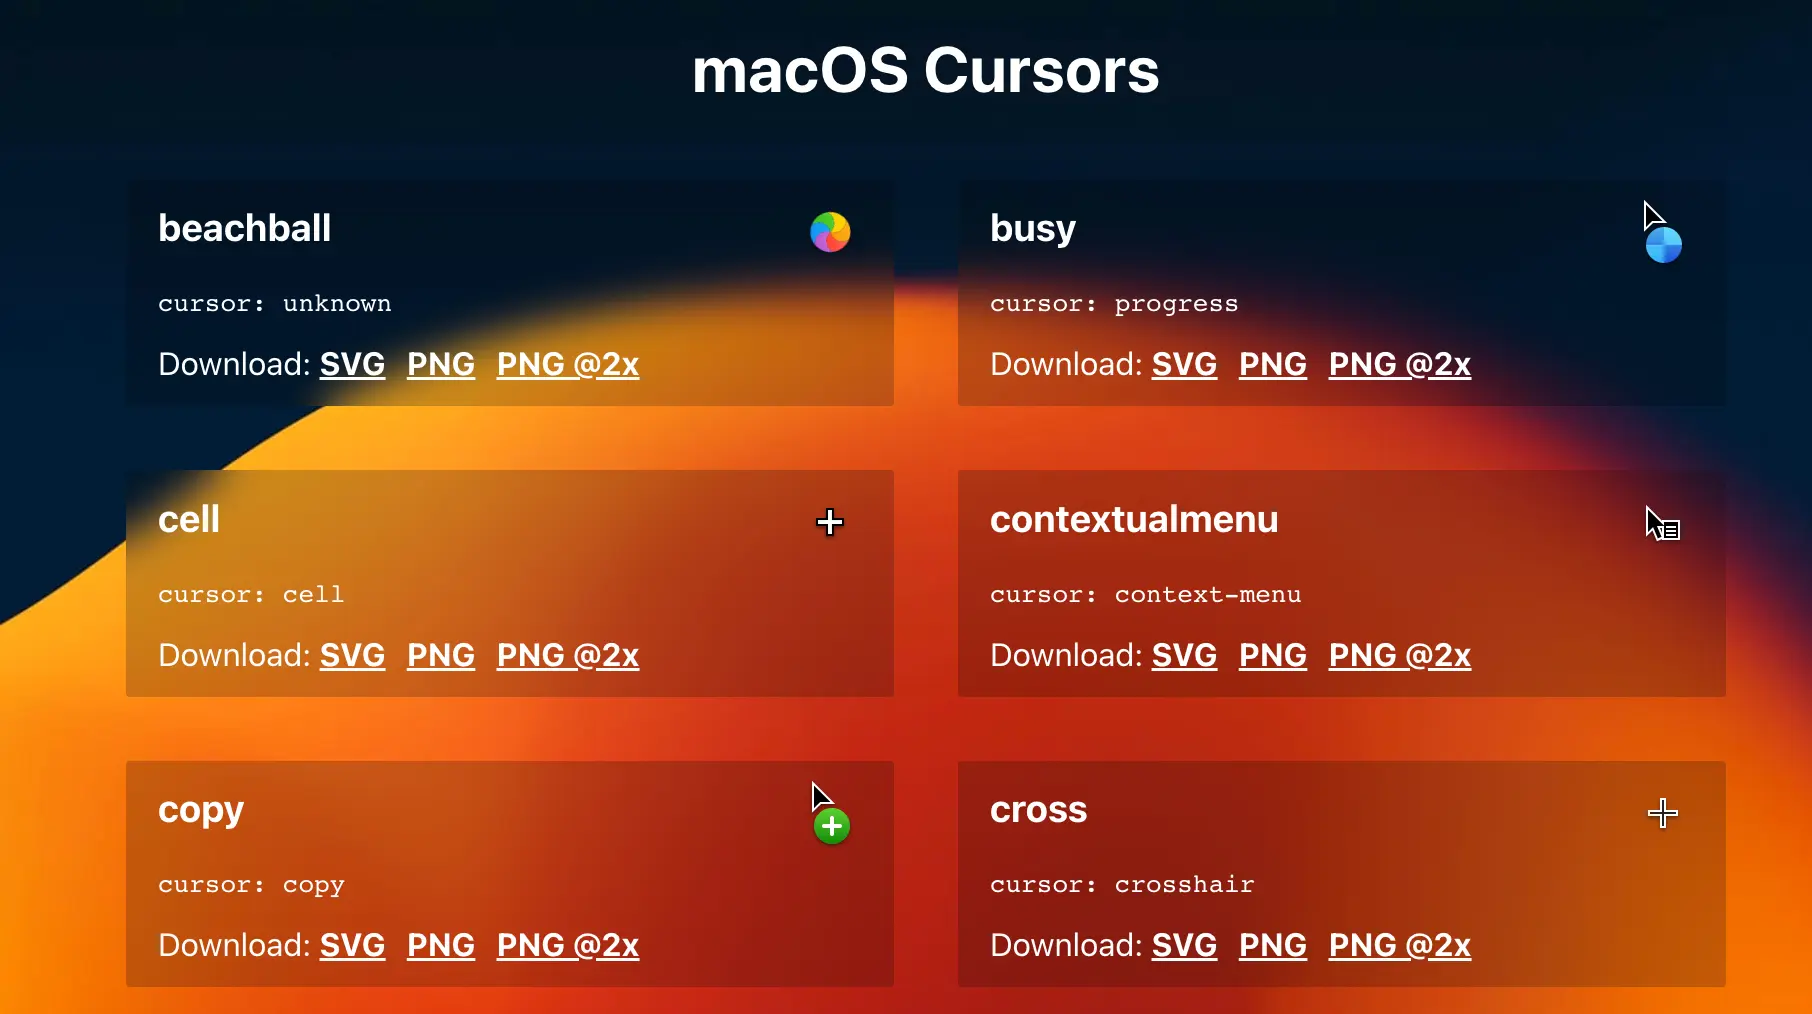 macOS Cursors
beachball
cursor: unknown
Download: SVG PNG PNG @2x
busy
cursor: progress
Download: SVG PNG PNG @2x
cell
cursor: cell
Download: SVG PNG PNG @2x
contextualmenu
cursor: context-menu
Download: SVG PNG PNG @2x
copy
cursor: copy
Download: SVG PNG PNG @2x
cross
cursor: crosshair
Download: SVG PNG PNG @2x